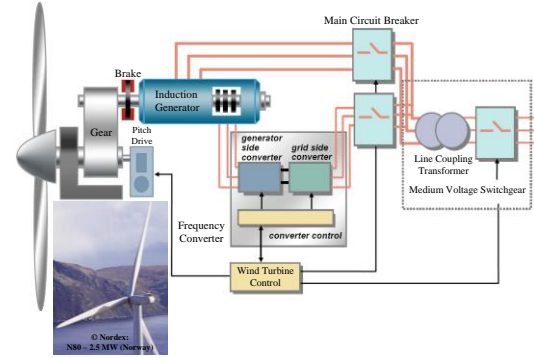 Main Circuit Breaker
Brake
Induction
Generator
Gear
Pitch
Drive
generator
side
converter
grid side
converter
Line Coupling
Transformer
Medium Voltage Switchgear
Frequency
Converter
converter control
Wind Turbine
Control
© Nordex:
N80 – 2.5 MW (Norway)